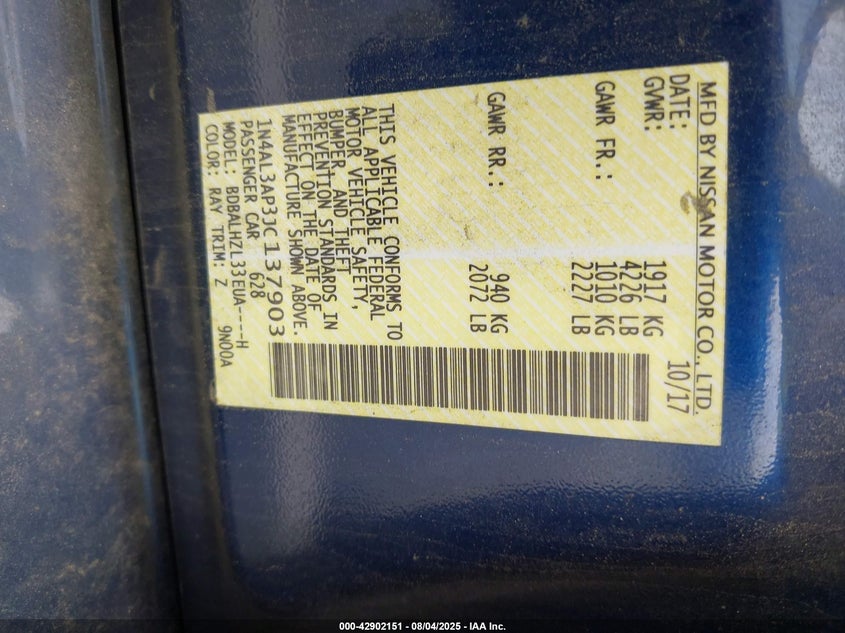 MFD BY NISSAN MOTOR CO., LTD.
DATE: 10/17
GVWR: 1917 KG
4226 LB
GAWR FR.: 1010 KG
2227 LB
GAWR RR.: 940 KG
2072 LB
THIS VEHICLE CONFORMS TO
ALL APPLICABLE FEDERAL
MOTOR VEHICLE SAFETY,
BUMPER, AND THEFT
PREVENTION STANDARDS IN
EFFECT ON THE DATE OF
MANUFACTURE SHOWN ABOVE.
1N4AL3AP3JC137903
PASSENGER CAR 628
MODEL: BDBALHZL33EUA----H
COLOR: RAY TRIM: Z 9N00A
000-42902151 - 08/04/2025 - IAA Inc.